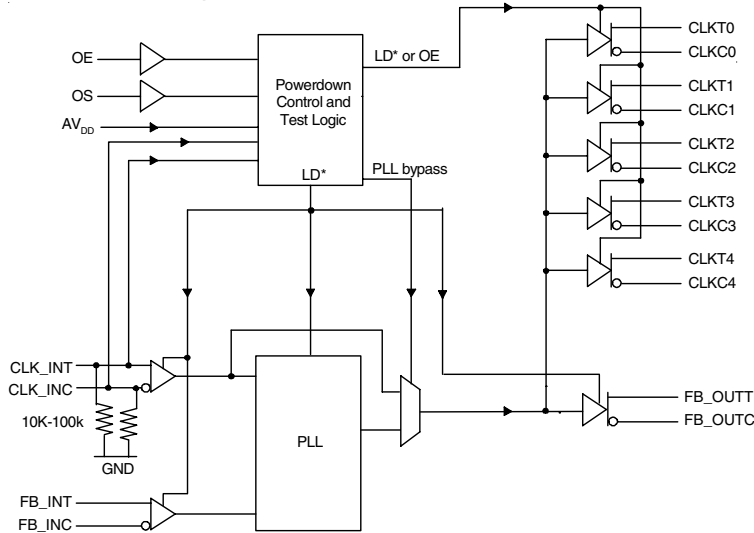 OE
OS
AV_DD
Powerdown
Control and
Test Logic
LD*
LD* or OE
PLL bypass
CLKT0
CLKC0
CLKT1
CLKC1
CLKT2
CLKC2
CLKT3
CLKC3
CLKT4
CLKC4
CLK_INT
CLK_INC
10K-100k
GND
PLL
FB_INT
FB_INC
FB_OUTT
FB_OUTC